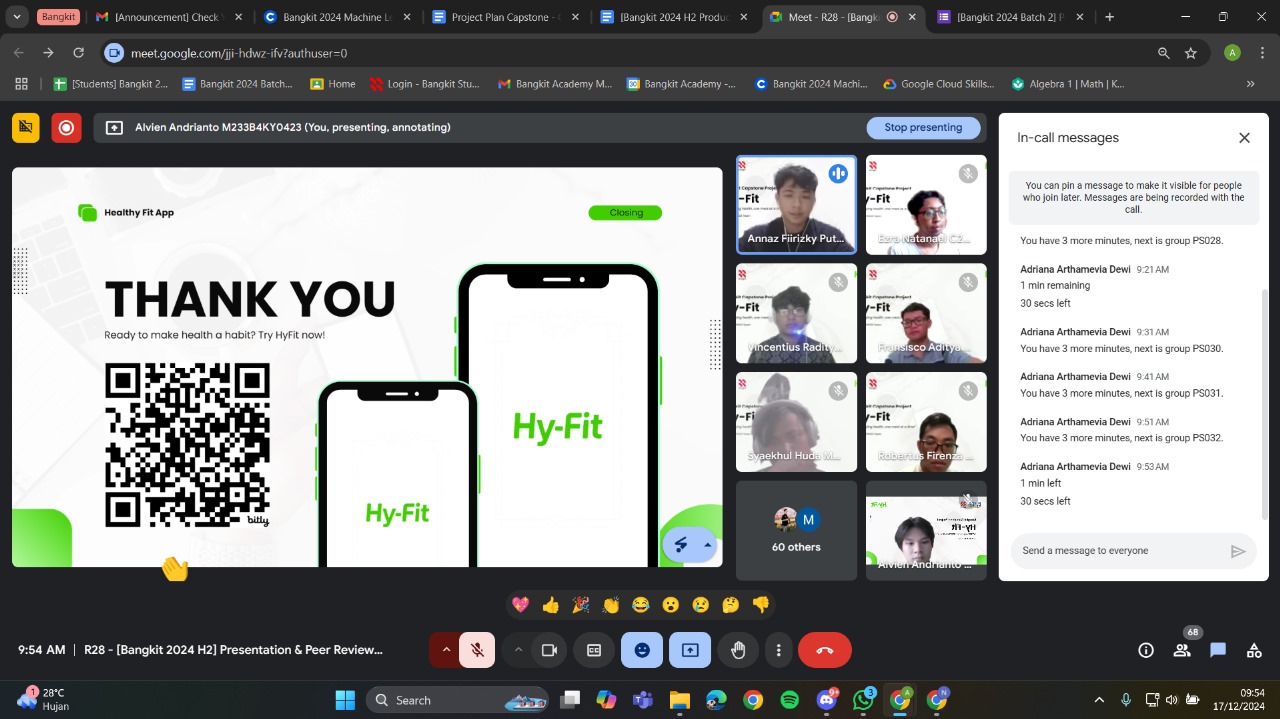 Bangkit
[Announcement] Check
Bangkit 2024 Machine Le
Project Plan Capstone - C
[Bangkit 2024 H2 Produc
Meet - R28 - [Bangki
[Bangkit 2024 Batch 2] P
meet.google.com/jji-hdwz-ifv?authuser=0
A
[Students] Bangkit 2...
Bangkit 2024 Batch...
Home
Login - Bangkit Stu...
Bangkit Academy M...
Bangkit Academy -...
Bangkit 2024 Machi...
Google Cloud Skills...
Algebra 1 | Math | K...
Alvien Andrianto M233B4KY0423 (You, presenting, annotating)
Stop presenting
Healthy Fit App
Closing
THANK YOU
Ready to make health a habit? Try HyFit now!
bitly
Hy-Fit
Hy-Fit
Annaz Fiirizky Put...
Ezra Natanael C2...
Vincentius Radity...
Fransisco Aditya...
Syaekhul Huda M...
Robertus Firenza ...
M
60 others
Alvien Andrianto ...
In-call messages
You can pin a message to make it visible for people
who join later. Messages are being recorded with the
call.
You have 3 more minutes, next is group PS028.
Adriana Arthamevia Dewi 9:21 AM
1 min remaining
30 secs left
Adriana Arthamevia Dewi 9:31 AM
You have 3 more minutes, next is group PS030.
Adriana Arthamevia Dewi 9:41 AM
You have 3 more minutes, next is group PS031.
Adriana Arthamevia Dewi 9:51 AM
You have 3 more minutes, next is group PS032.
Adriana Arthamevia Dewi 9:53 AM
1 min left
30 secs left
Send a message to everyone
9:54 AM | R28 - [Bangkit 2024 H2] Presentation & Peer Review...
68
1
28°C
Hujan
Search
9+
3
A
N
09:54
17/12/2024